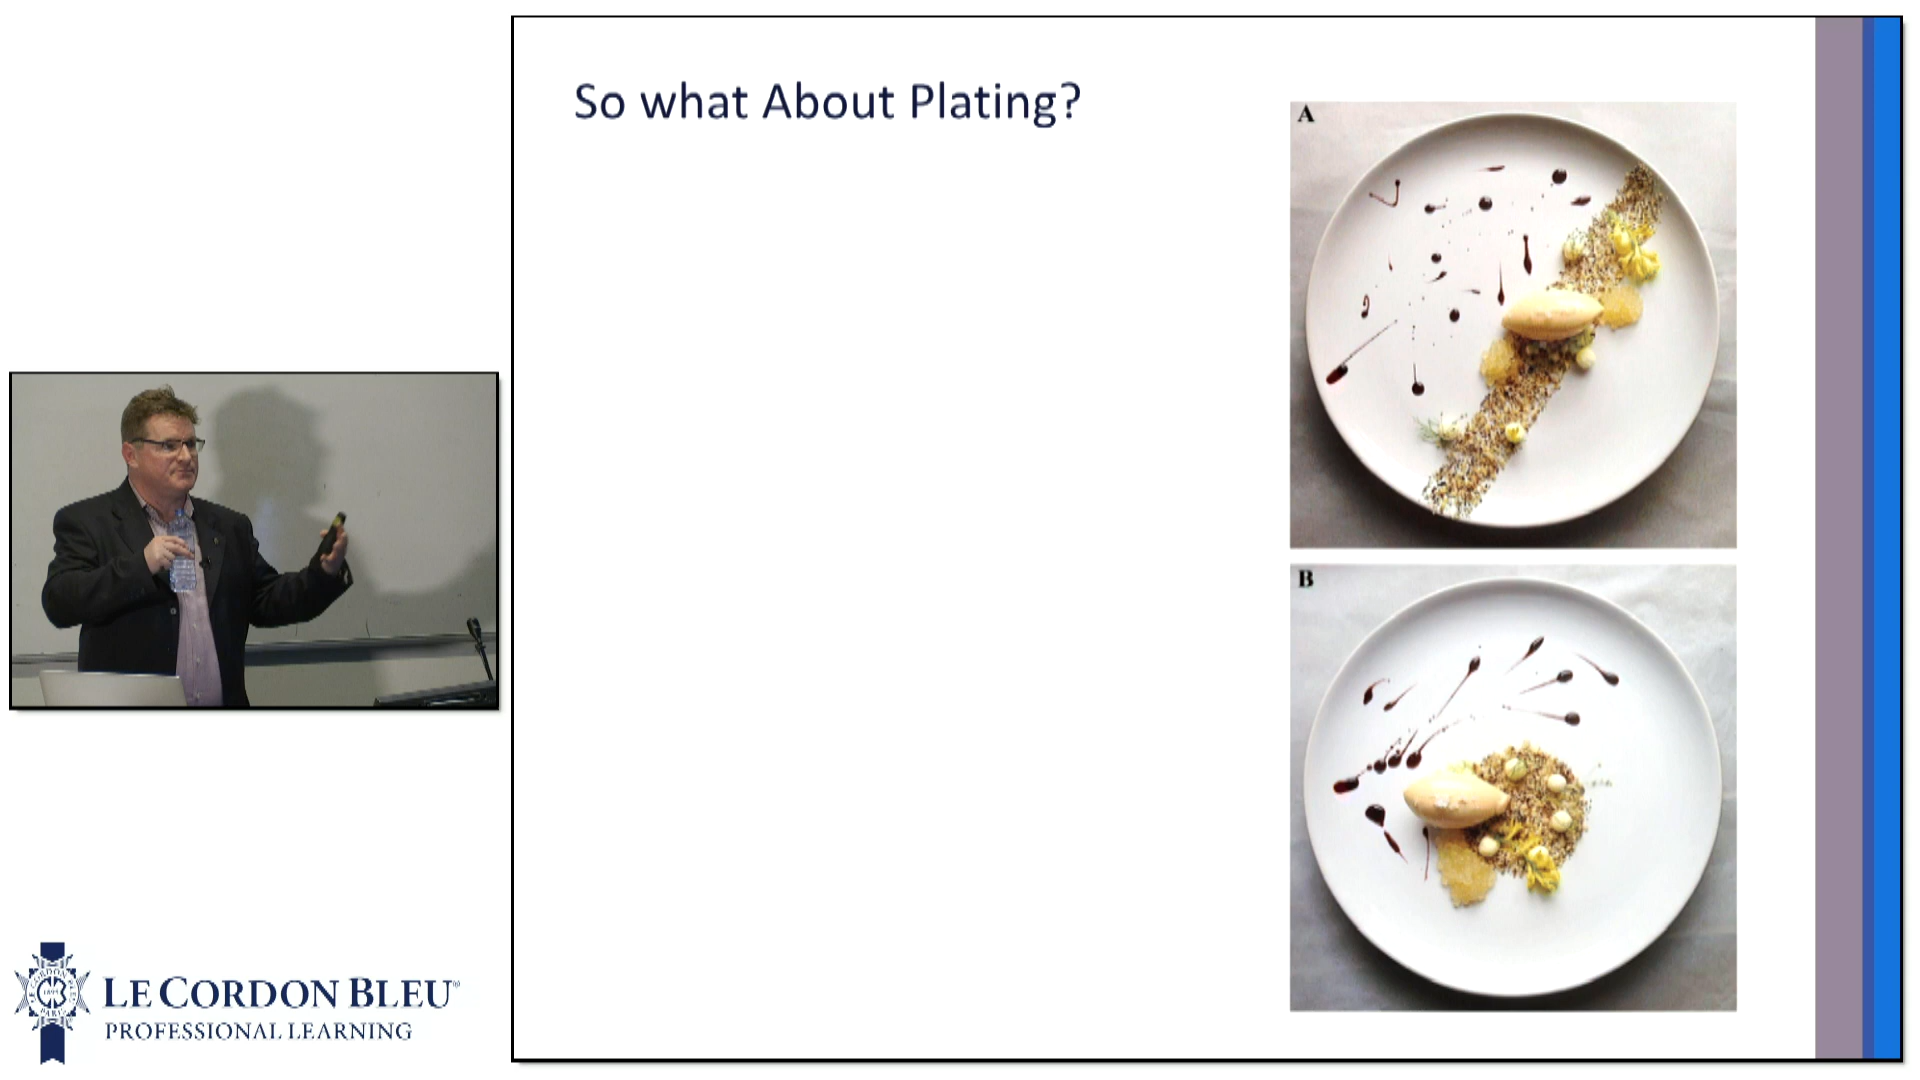 So what About Plating?
A
B
LE CORDON BLEU®
PROFESSIONAL LEARNING